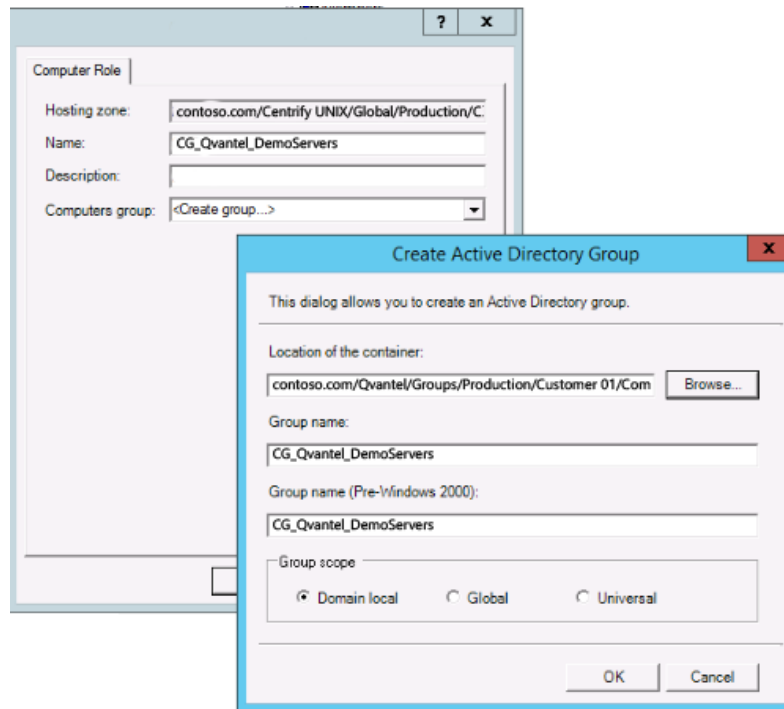 ? x
Computer Role
Hosting zone: contoso.com/Centrify UNIX/Global/Production/C
Name: CG_Qvantel_DemoServers
Description:
Computers group: <Create group...>
Create Active Directory Group x
This dialog allows you to create an Active Directory group.
Location of the container:
contoso.com/Qvantel/Groups/Production/Customer 01/Com Browse...
Group name:
CG_Qvantel_DemoServers
Group name (Pre-Windows 2000):
CG_Qvantel_DemoServers
Group scope
Domain local Global Universal
OK Cancel